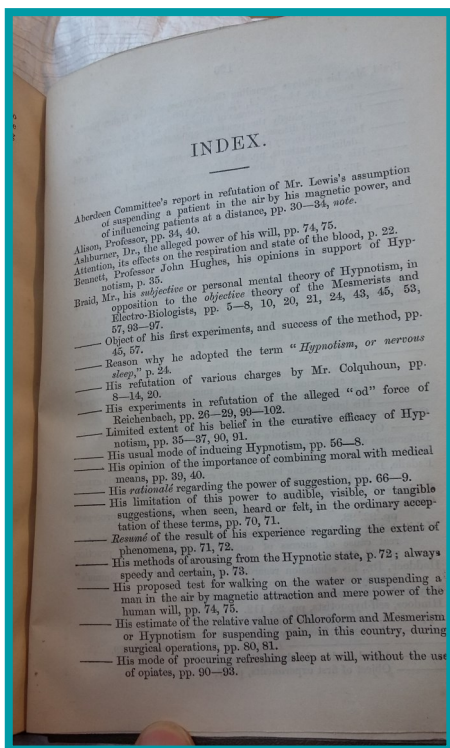 INDEX.
Aberdeen Committee's report in refutation of Mr. Lewis's assumption
of suspending a patient in the air by his magnetic power, and
of influencing patients at a distance, pp. 30—34, note.
Alison, Professor, pp. 34, 40.
Ashburner, Dr., the alleged power of his will, pp. 74, 75.
Attention, its effects on the respiration and state of the blood, p. 22.
Bennett, Professor John Hughes, his opinions in support of Hyp-
notism, p. 35.
Braid, Mr., his subjective or personal mental theory of Hypnotism, in
opposition to the objective theory of the Mesmerists and
Electro-Biologists, pp. 5—8, 10, 20, 21, 24, 43, 45, 53,
57, 93—97.
——— Object of his first experiments, and success of the method, pp.
45, 57.
——— Reason why he adopted the term "Hypnotism, or nervous
sleep," p. 24.
——— His refutation of various charges by Mr. Colquhoun, pp.
8—14, 20.
——— His experiments in refutation of the alleged "od" force of
Reichenbach, pp. 26—29, 99—102.
——— Limited extent of his belief in the curative efficacy of Hyp-
notism, pp. 35—37, 90, 91.
——— His usual mode of inducing Hypnotism, pp. 56—8.
——— His opinion of the importance of combining moral with medical
means, pp. 39, 40.
——— His rationalé regarding the power of suggestion, pp. 66—9.
——— His limitation of this power to audible, visible, or tangible
suggestions, when seen, heard or felt, in the ordinary accep-
tation of these terms, pp. 70, 71.
——— Resumé of the result of his experience regarding the extent of
phenomena, pp. 71, 72.
——— His methods of arousing from the Hypnotic state, p. 72; always
speedy and certain, p. 73.
——— His proposed test for walking on the water or suspending a
man in the air by magnetic attraction and mere power of the
human will, pp. 74, 75.
——— His estimate of the relative value of Chloroform and Mesmerism
or Hypnotism for suspending pain, in this country, during
surgical operations, pp. 80, 81.
——— His mode of procuring refreshing sleep at will, without the use
of opiates, pp. 90—93.